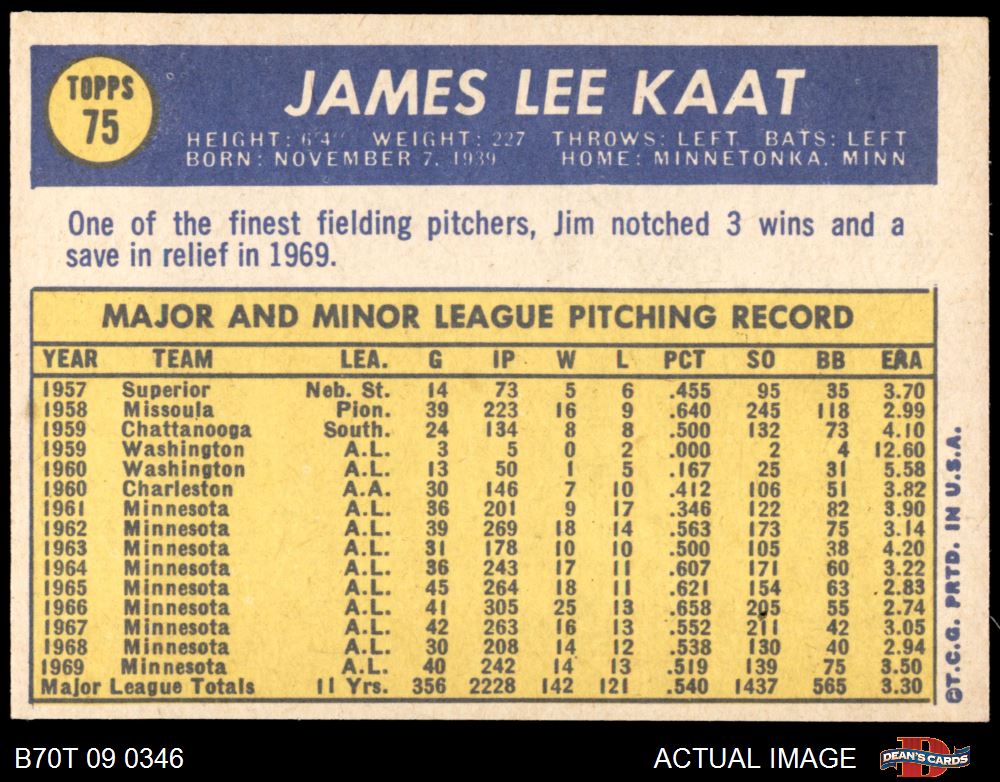 TOPPS
75
JAMES LEE KAAT
HEIGHT: 6'4" WEIGHT: 227 THROWS: LEFT BATS: LEFT
BORN: NOVEMBER 7, 1939 HOME: MINNETONKA, MINN
One of the finest fielding pitchers, Jim notched 3 wins and a
save in relief in 1969.
MAJOR AND MINOR LEAGUE PITCHING RECORD
YEAR TEAM LEA. G IP W L PCT SO BB ERA
1957 Superior Neb. St. 14 73 5 6 .455 95 35 3.70
1958 Missoula Pion. 39 223 16 9 .640 245 118 2.99
1959 Chattanooga South. 24 134 8 8 .500 132 73 4.10
1959 Washington A.L. 3 5 0 2 .000 2 4 12.60
1960 Washington A.L. 13 50 1 5 .167 25 31 5.58
1960 Charleston A.A. 30 146 7 10 .412 106 51 3.82
1961 Minnesota A.L. 36 201 9 17 .346 122 82 3.90
1962 Minnesota A.L. 39 269 18 14 .563 173 75 3.14
1963 Minnesota A.L. 31 178 10 10 .500 105 38 4.20
1964 Minnesota A.L. 36 243 17 11 .607 171 60 3.22
1965 Minnesota A.L. 45 264 18 11 .621 154 63 2.83
1966 Minnesota A.L. 41 305 25 13 .658 205 55 2.74
1967 Minnesota A.L. 42 263 16 13 .552 211 42 3.05
1968 Minnesota A.L. 30 208 14 12 .538 130 40 2.94
1969 Minnesota A.L. 40 242 14 13 .519 139 75 3.50
Major League Totals 11 Yrs. 356 2228 142 121 .540 1437 565 3.30
©T.C.G. PRTD. IN U.S.A.
B70T 09 0346
ACTUAL IMAGE
DEAN'S CARDS